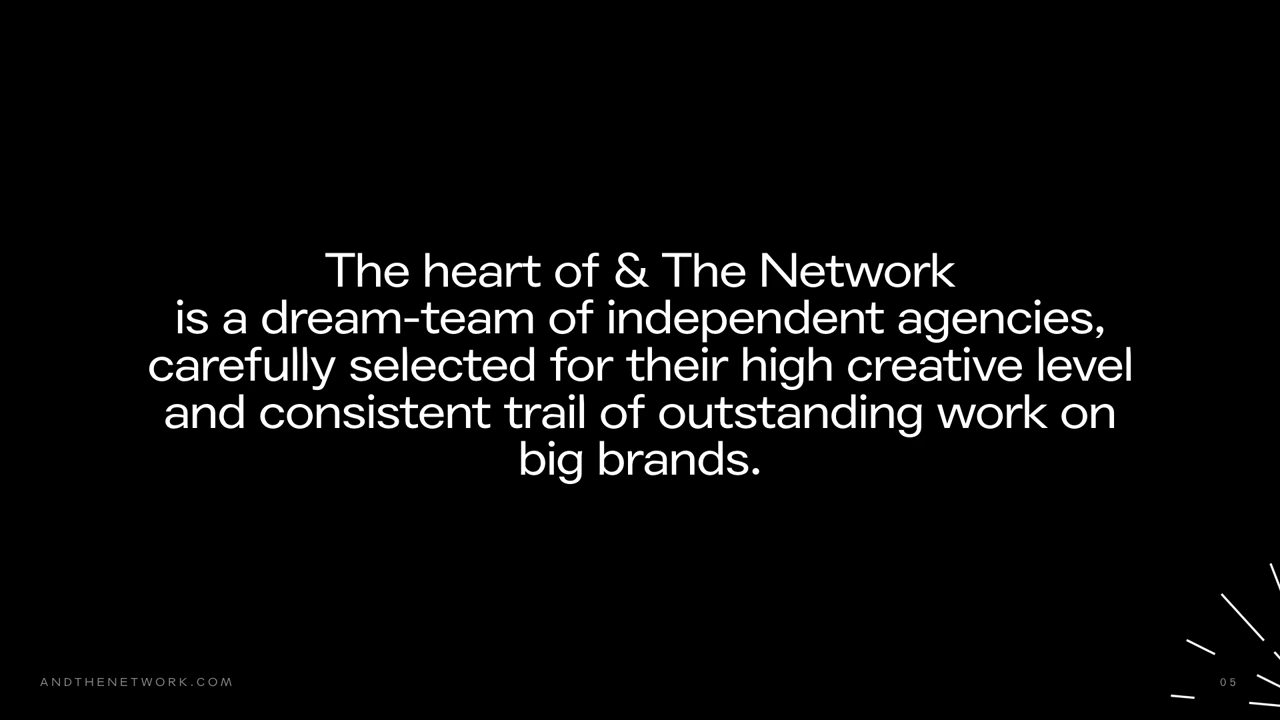 The heart of & The Network
is a dream-team of independent agencies,
carefully selected for their high creative level
and consistent trail of outstanding work on
big brands.
ANDTHENETWORK.COM
05